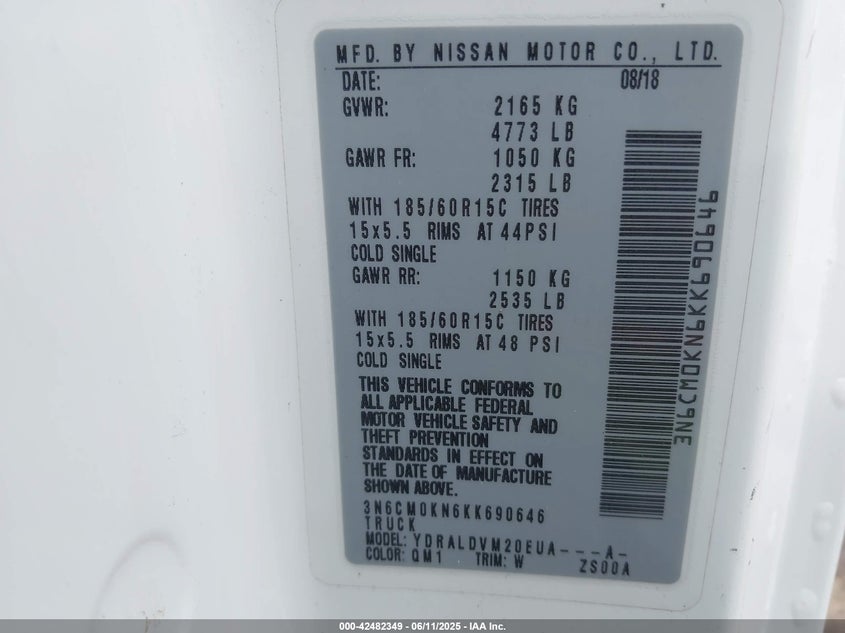 MFD. BY NISSAN MOTOR CO., LTD.
DATE: 08/18
GVWR: 2165 KG
4773 LB
GAWR FR: 1050 KG
2315 LB
WITH 185/60R15C TIRES
15x5.5 RIMS AT 44PSI
COLD SINGLE
GAWR RR: 1150 KG
2535 LB
WITH 185/60R15C TIRES
15x5.5 RIMS AT 48 PSI
COLD SINGLE
THIS VEHICLE CONFORMS TO
ALL APPLICABLE FEDERAL
MOTOR VEHICLE SAFETY AND
THEFT PREVENTION
STANDARDS IN EFFECT ON
THE DATE OF MANUFACTURE
SHOWN ABOVE.
3N6CM0KN6KK690646
TRUCK
MODEL: YDRALDVM20EUA---A-
COLOR: QM1 TRIM: W ZS00A
3N6CM0KN6KK690646
000-42482349 - 06/11/2025 - IAA Inc.